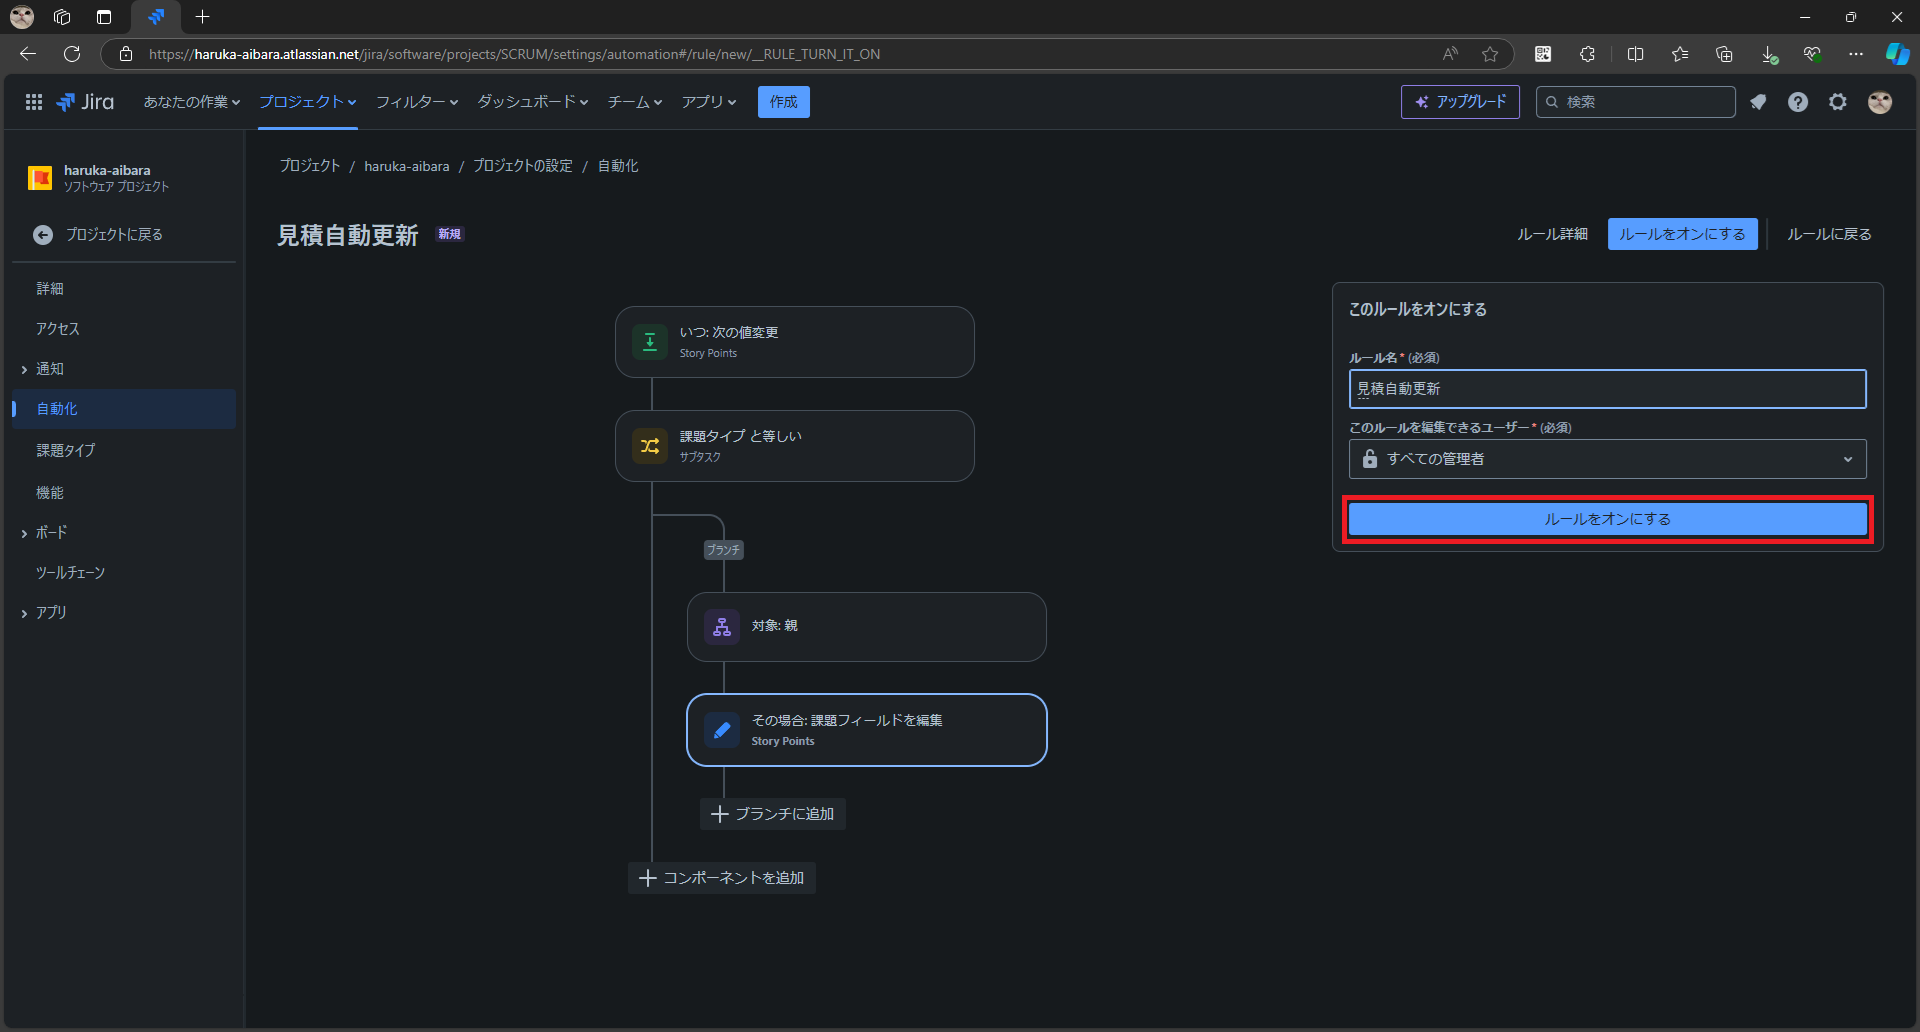 https://haruka-aibara.atlassian.net/jira/software/projects/SCRUM/settings/automation#/rule/new/__RULE_TURN_IT_ON
Jira あなたの作業 プロジェクト フィルター ダッシュボード チーム アプリ 作成 アップグレード 検索
haruka-aibara
ソフトウェア プロジェクト
プロジェクトに戻る
詳細
アクセス
通知
自動化
課題タイプ
機能
ボード
ツールチェーン
アプリ
プロジェクト / haruka-aibara / プロジェクトの設定 / 自動化
見積自動更新 新規
ルール詳細 ルールをオンにする ルールに戻る
いつ: 次の値変更
Story Points
課題タイプ と等しい
サブタスク
ブランチ
対象: 親
その場合: 課題フィールドを編集
Story Points
ブランチに追加
コンポーネントを追加
このルールをオンにする
ルール名* (必須)
見積自動更新
このルールを編集できるユーザー* (必須)
すべての管理者
ルールをオンにする